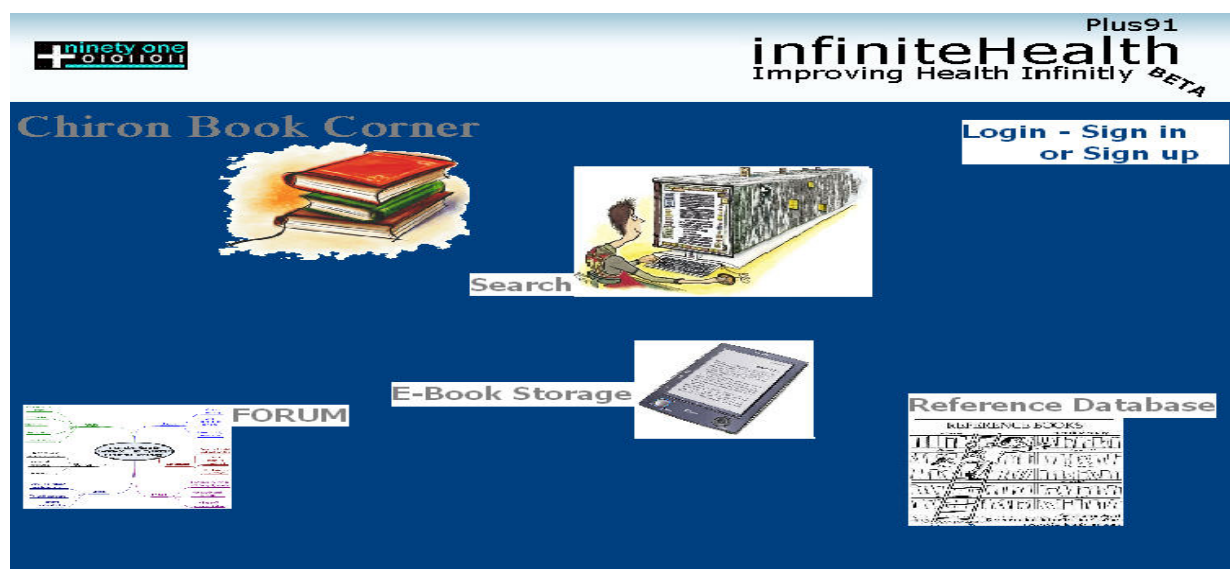 ninety one
01011011
Plus91
infiniteHealth
Improving Health Infinitly BETA
Chiron Book Corner
Login - Sign in
or Sign up
Search
E-Book Storage
FORUM
Reference Database
REFERENCE BOOKS